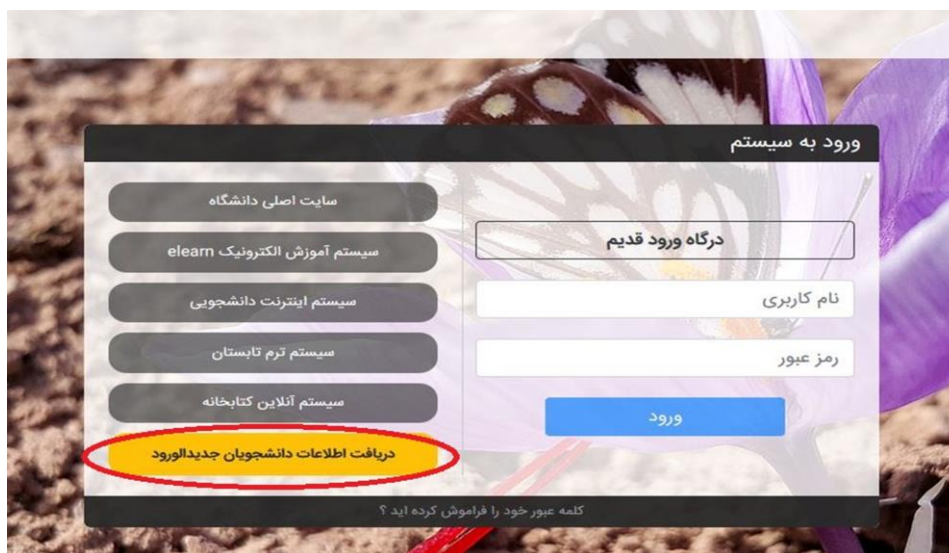 ورود به سیستم
درگاه ورود قدیم
نام کاربری
رمز عبور
ورود
سایت اصلی دانشگاه
سیستم آموزش الکترونیک elearn
سیستم اینترنت دانشجویی
سیستم ترم تابستان
سیستم آنلاین کتابخانه
دریافت اطلاعات دانشجویان جدیدالورود
کلمه عبور خود را فراموش کرده اید ؟